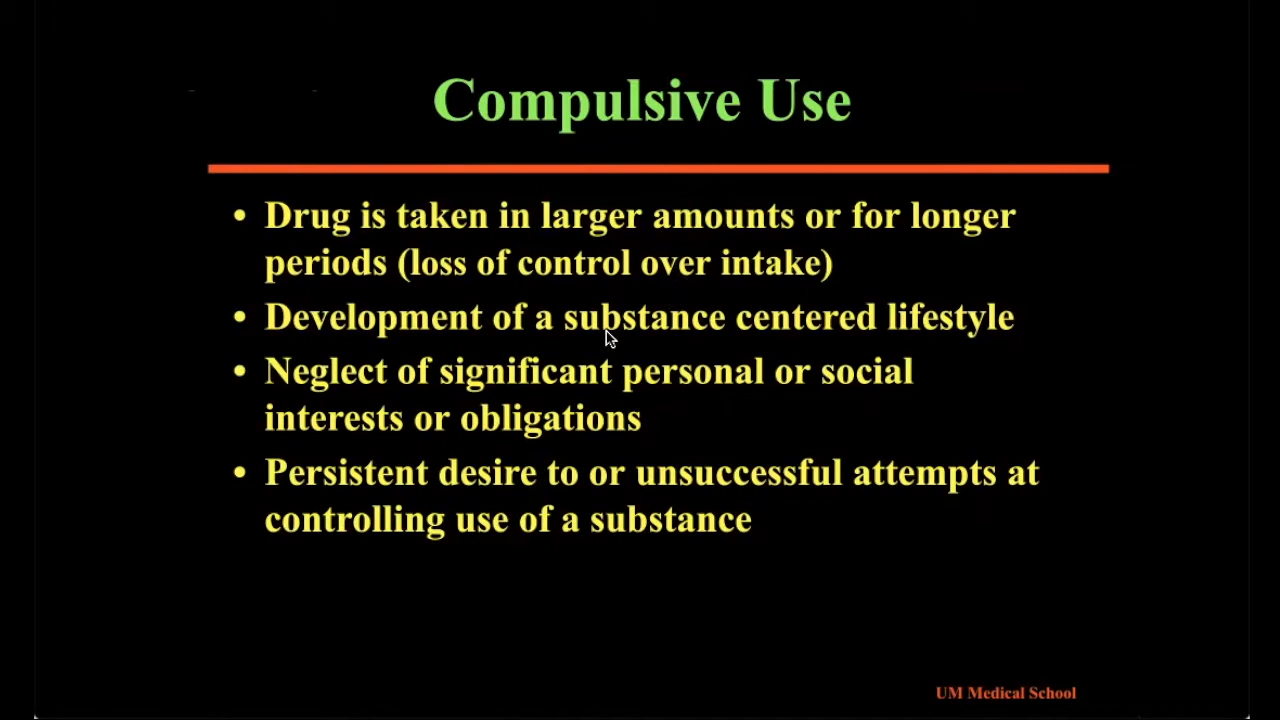 Compulsive Use
• Drug is taken in larger amounts or for longer
periods (loss of control over intake)
• Development of a substance centered lifestyle
• Neglect of significant personal or social
interests or obligations
• Persistent desire to or unsuccessful attempts at
controlling use of a substance
UM Medical School